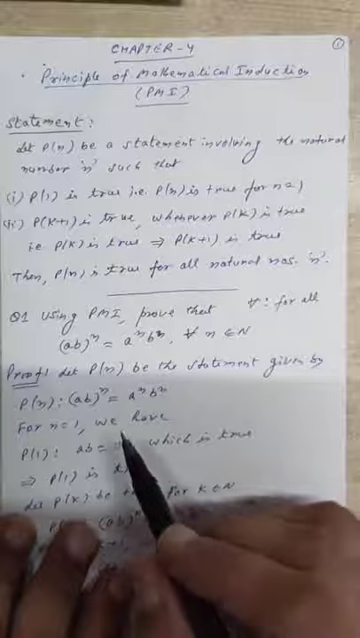 ①
CHAPTER-4
• Principle of Mathematical Induction
(PMI)
Statement:
Let P(n) be a statement involving the natural
number 'n' such that
(i) P(1) is true i.e. P(n) is true for n=1
(ii) P(k+1) is true, whenever P(k) is true
i.e P(k) is true ⇒ P(k+1) is true
Then, P(n) is true for all natural nos. 'n'.
Q1 Using PMI, prove that ∀: for all
(ab)ⁿ = aⁿbⁿ, ∀ n ∈ N
Proof: Let P(n) be the statement given by
P(n): (ab)ⁿ = aⁿbⁿ
For n=1, we have
P(1): ab = which is true
⇒ P(1) is
Let P(k) be for k ∈ N
(ab)